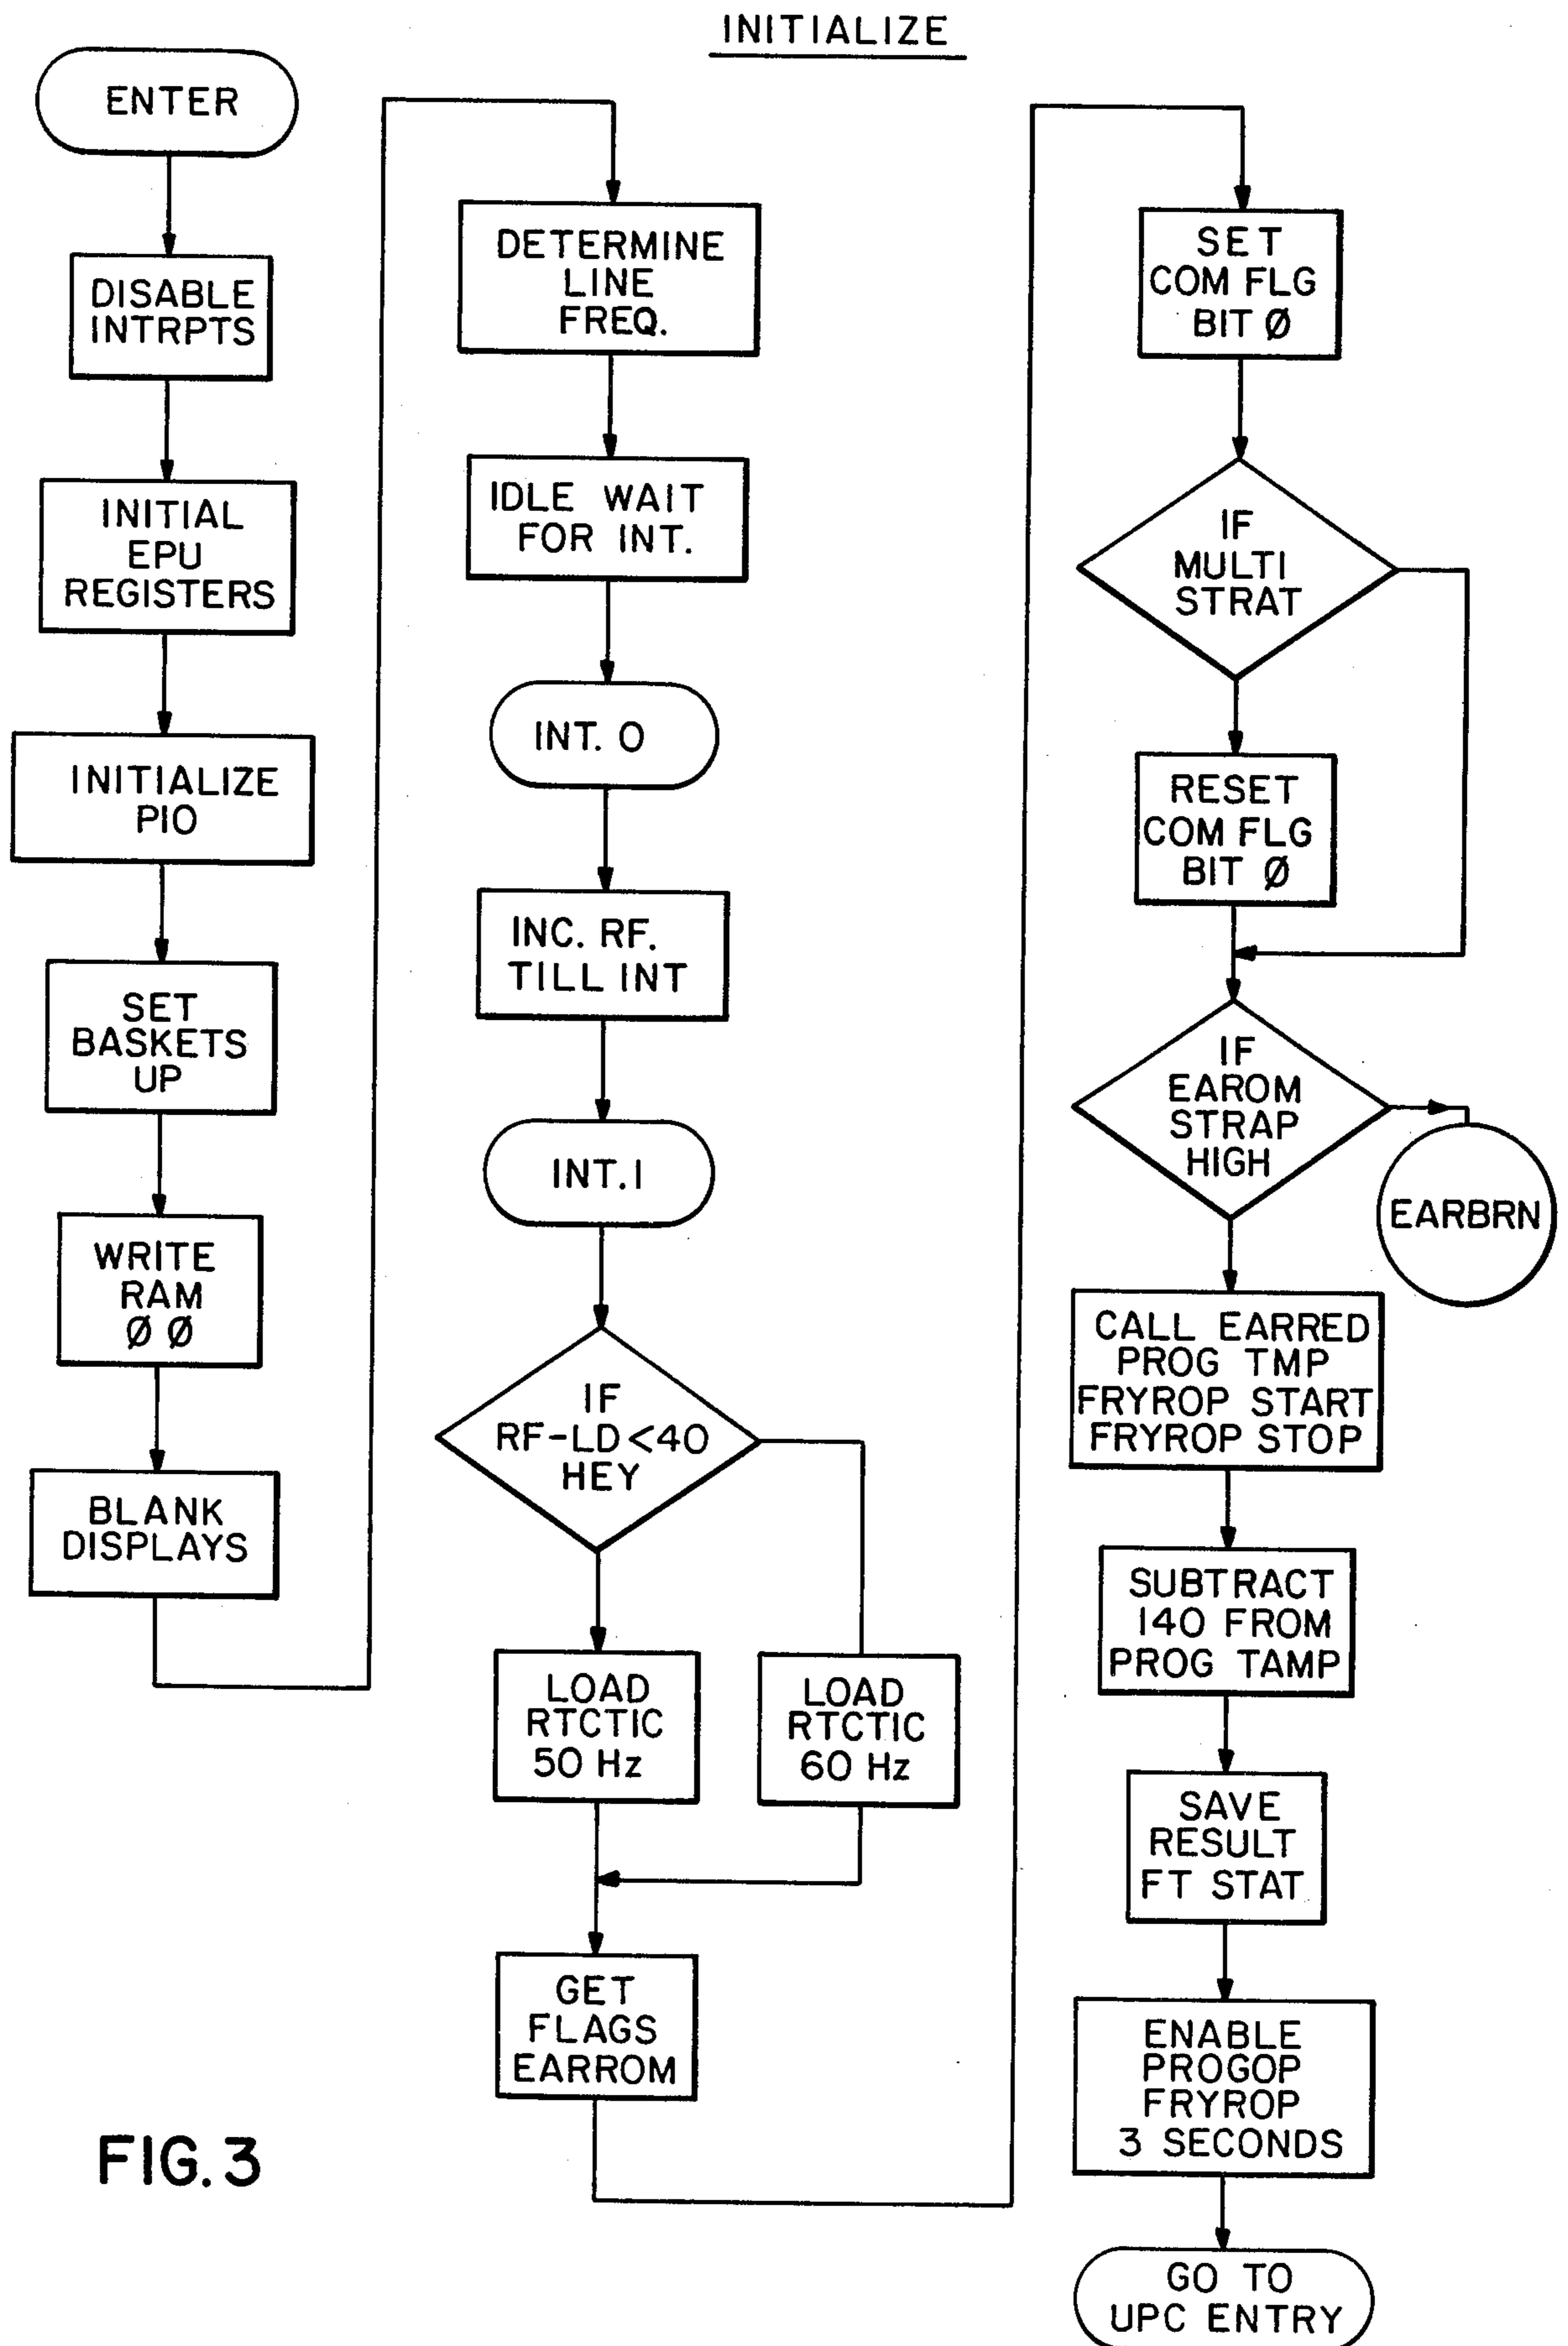 INITIALIZE
ENTER
DISABLE
INTRPTS
INITIAL
EPU
REGISTERS
INITIALIZE
PIO
SET
BASKETS
UP
WRITE
RAM
Ø Ø
BLANK
DISPLAYS
DETERMINE
LINE
FREQ.
IDLE WAIT
FOR INT.
INT. O
INC. RF.
TILL INT
INT. I
IF
RF-LD<40
HEY
LOAD
RTCTIC
50 Hz
LOAD
RTCTIC
60 Hz
GET
FLAGS
EARROM
SET
COM FLG
BIT Ø
IF
MULTI
STRAT
RESET
COM FLG
BIT Ø
IF
EAROM
STRAP
HIGH
EARBRN
CALL EARRED
PROG TMP
FRYROP START
FRYROP STOP
SUBTRACT
140 FROM
PROG TAMP
SAVE
RESULT
FT STAT
ENABLE
PROGOP
FRYROP
3 SECONDS
GO TO
UPC ENTRY
FIG. 3